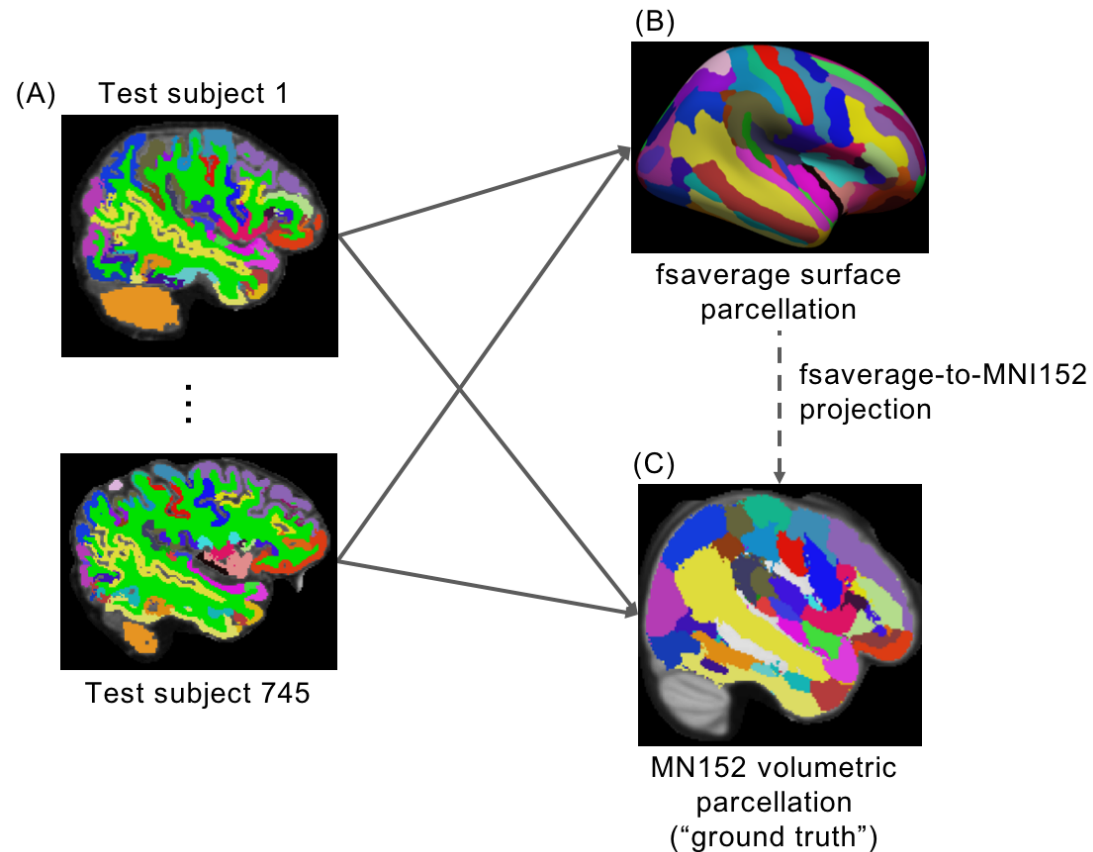 (A)
Test subject 1
Test subject 745
(B)
fsaverage surface
parcellation
fsaverage-to-MNI152
projection
(C)
MN152 volumetric
parcellation
(“ground truth”)